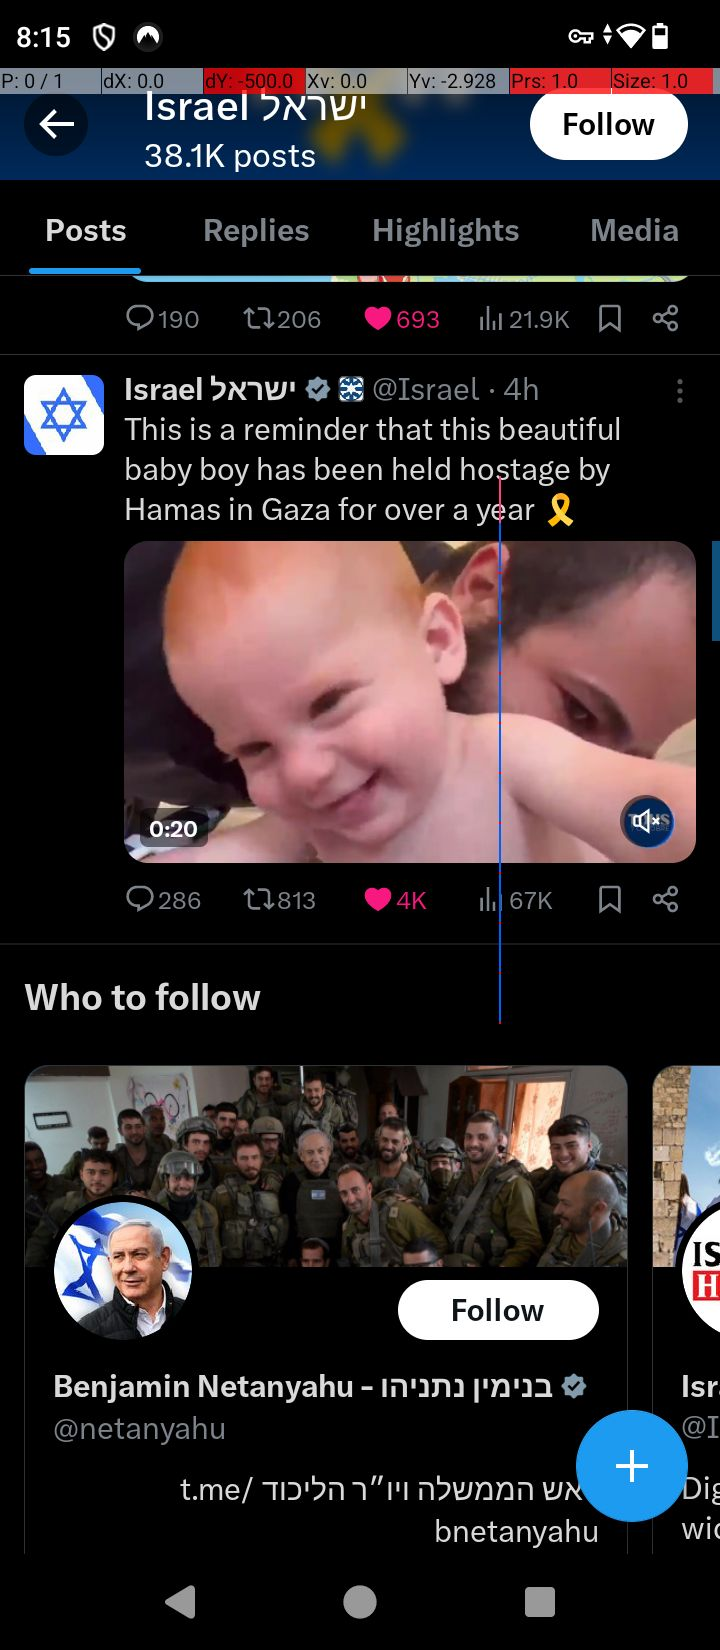 8:15
P: 0 / 1 dX: 0.0 dY: -500.0 Xv: 0.0 Yv: -2.928 Prs: 1.0 Size: 1.0
Israel ישראל
38.1K posts
Follow
Posts Replies Highlights Media
190 206 693 21.9K
Israel ישראל @Israel · 4h
This is a reminder that this beautiful
baby boy has been held hostage by
Hamas in Gaza for over a year 🎗️
0:20
286 813 4K 67K
Who to follow
Follow
Benjamin Netanyahu - בנימין נתניהו
@netanyahu
אש הממשלה ויו״ר הליכוד t.me/
bnetanyahu
IS
H
Isr
@I
Dig
wid